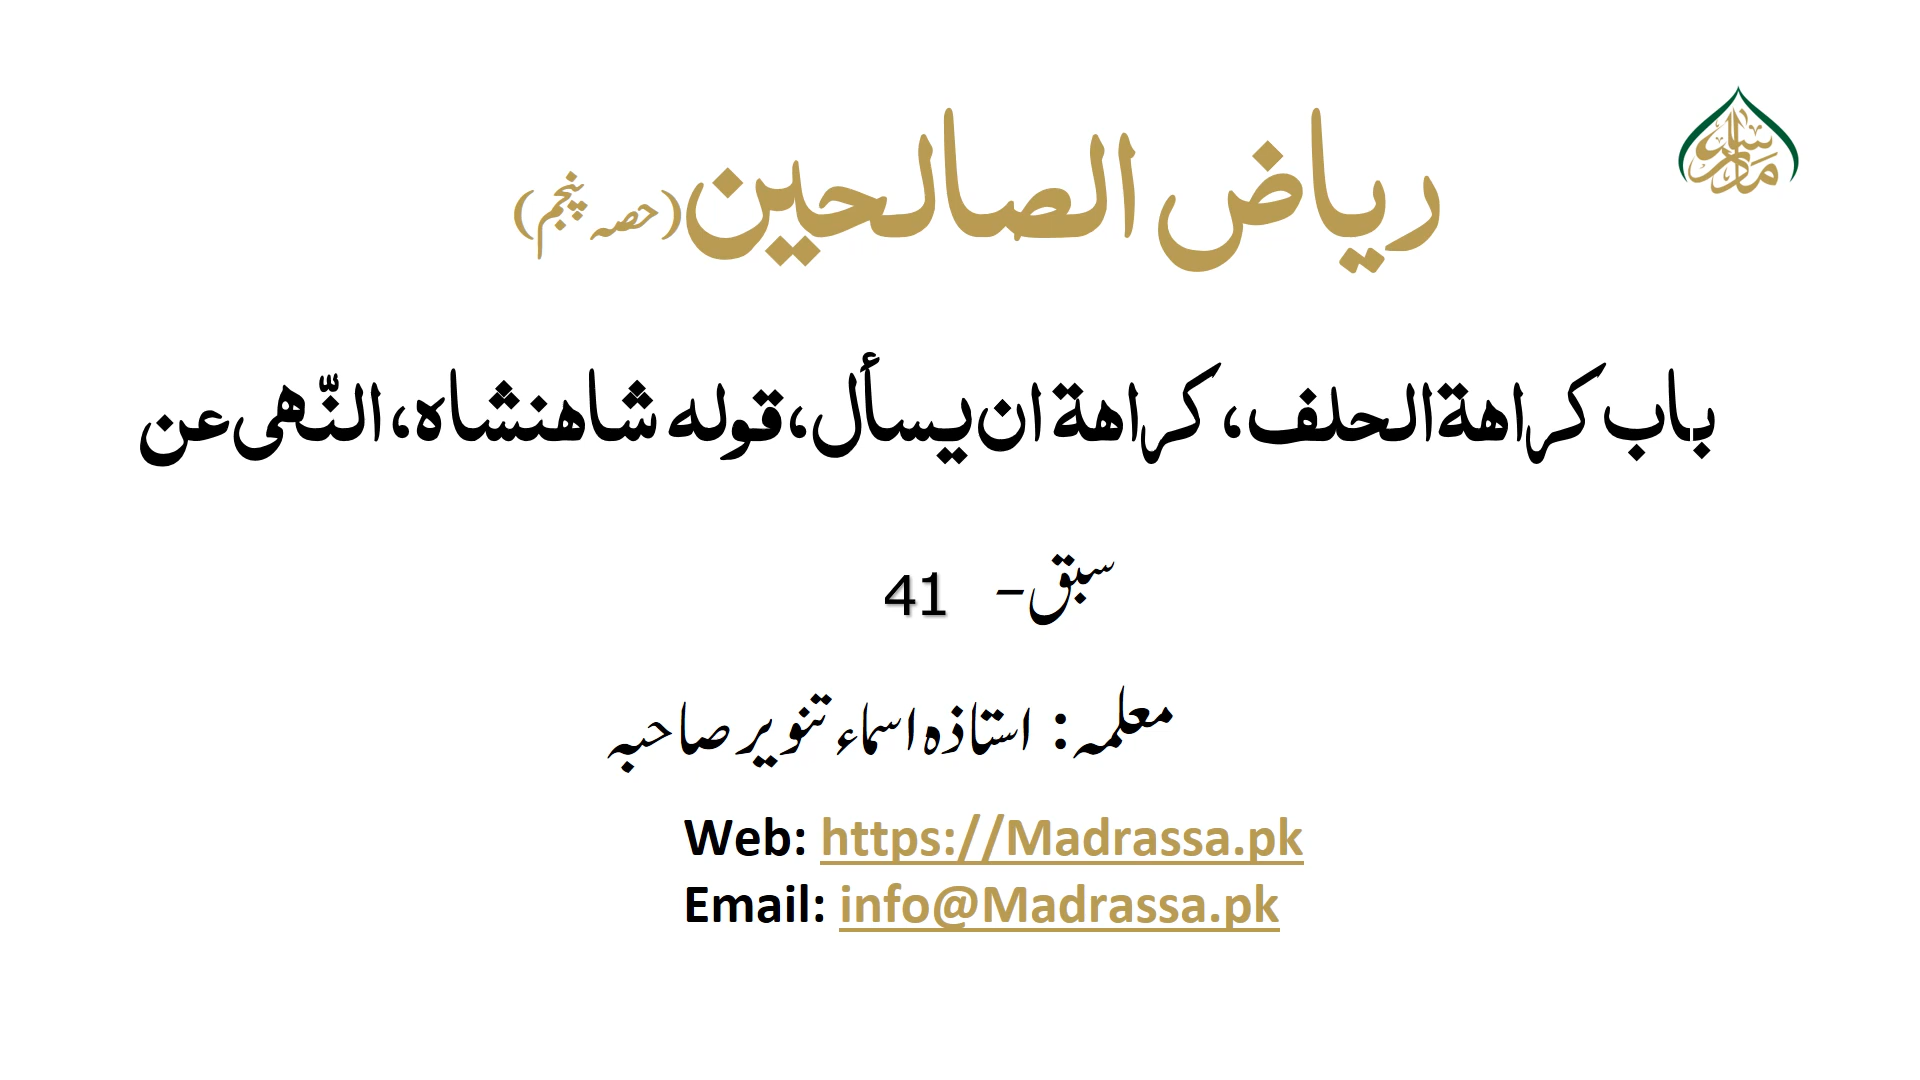 ریاض الصالحین(حصہ پنجم)
مدرسہ
باب کراهة الحلف، کراهة ان یسأل، قوله شاهنشاه، النّهی عن
سبق- 41
معلمہ: استاذہ اسماء تنویر صاحبہ
Web: https://Madrassa.pk
Email: info@Madrassa.pk